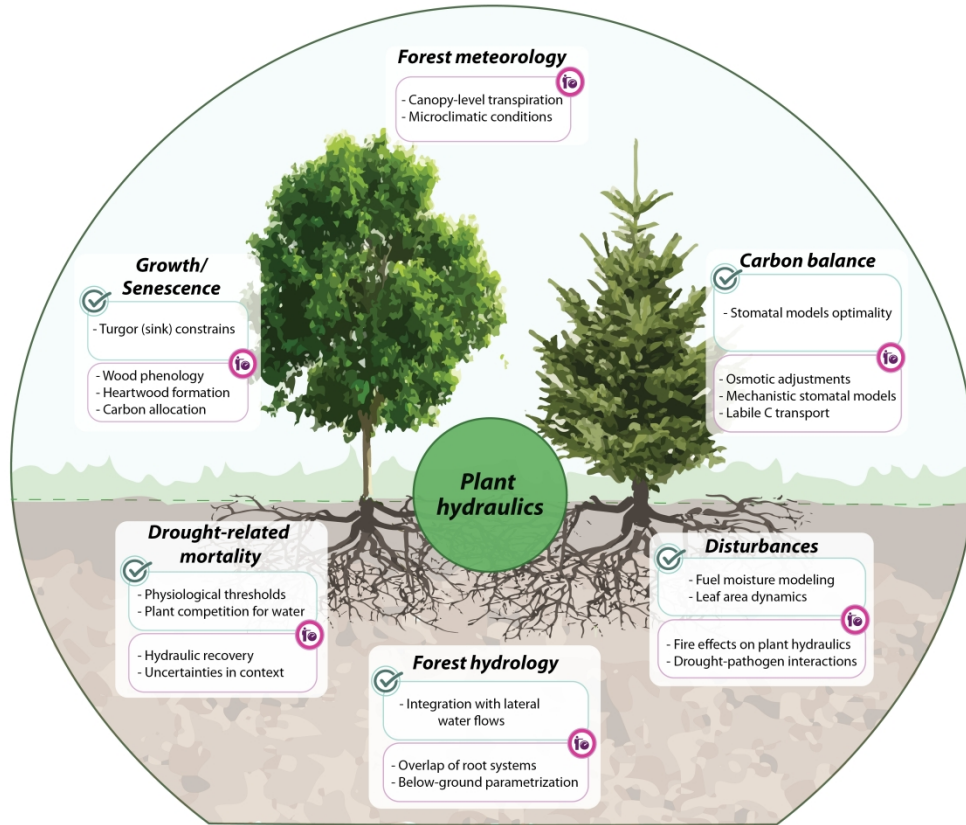 Forest meteorology
- Canopy-level transpiration
- Microclimatic conditions
Growth/
Senescence
- Turgor (sink) constrains
- Wood phenology
- Heartwood formation
- Carbon allocation
Carbon balance
- Stomatal models optimality
- Osmotic adjustments
- Mechanistic stomatal models
- Labile C transport
Plant
hydraulics
Drought-related
mortality
- Physiological thresholds
- Plant competition for water
- Hydraulic recovery
- Uncertainties in context
Disturbances
- Fuel moisture modeling
- Leaf area dynamics
- Fire effects on plant hydraulics
- Drought-pathogen interactions
Forest hydrology
- Integration with lateral
water flows
- Overlap of root systems
- Below-ground parametrization